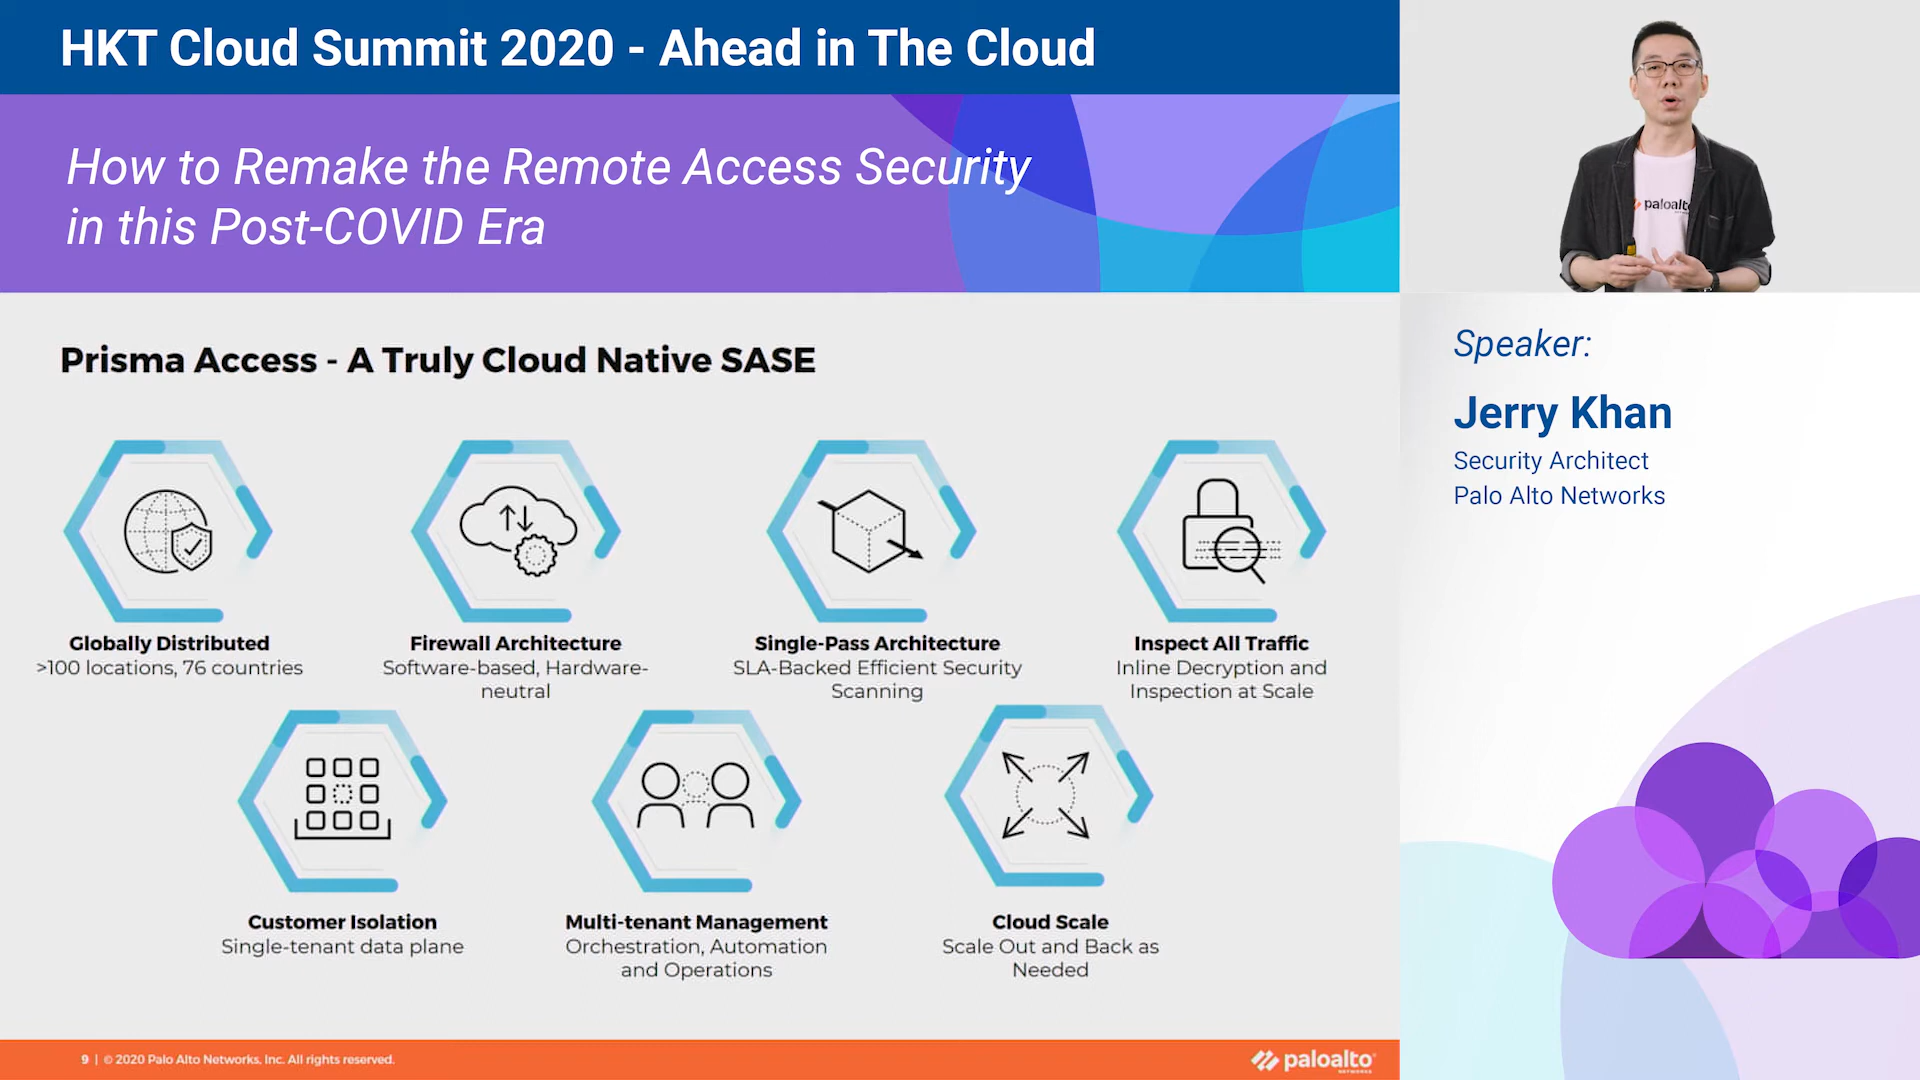 HKT Cloud Summit 2020 - Ahead in The Cloud
How to Remake the Remote Access Security
in this Post-COVID Era
paloalto
Speaker:
Jerry Khan
Security Architect
Palo Alto Networks
Prisma Access - A Truly Cloud Native SASE
Globally Distributed
>100 locations, 76 countries
Firewall Architecture
Software-based, Hardware-
neutral
Single-Pass Architecture
SLA-Backed Efficient Security
Scanning
Inspect All Traffic
Inline Decryption and
Inspection at Scale
Customer Isolation
Single-tenant data plane
Multi-tenant Management
Orchestration, Automation
and Operations
Cloud Scale
Scale Out and Back as
Needed
9 | © 2020 Palo Alto Networks, Inc. All rights reserved.
paloalto
NETWORKS